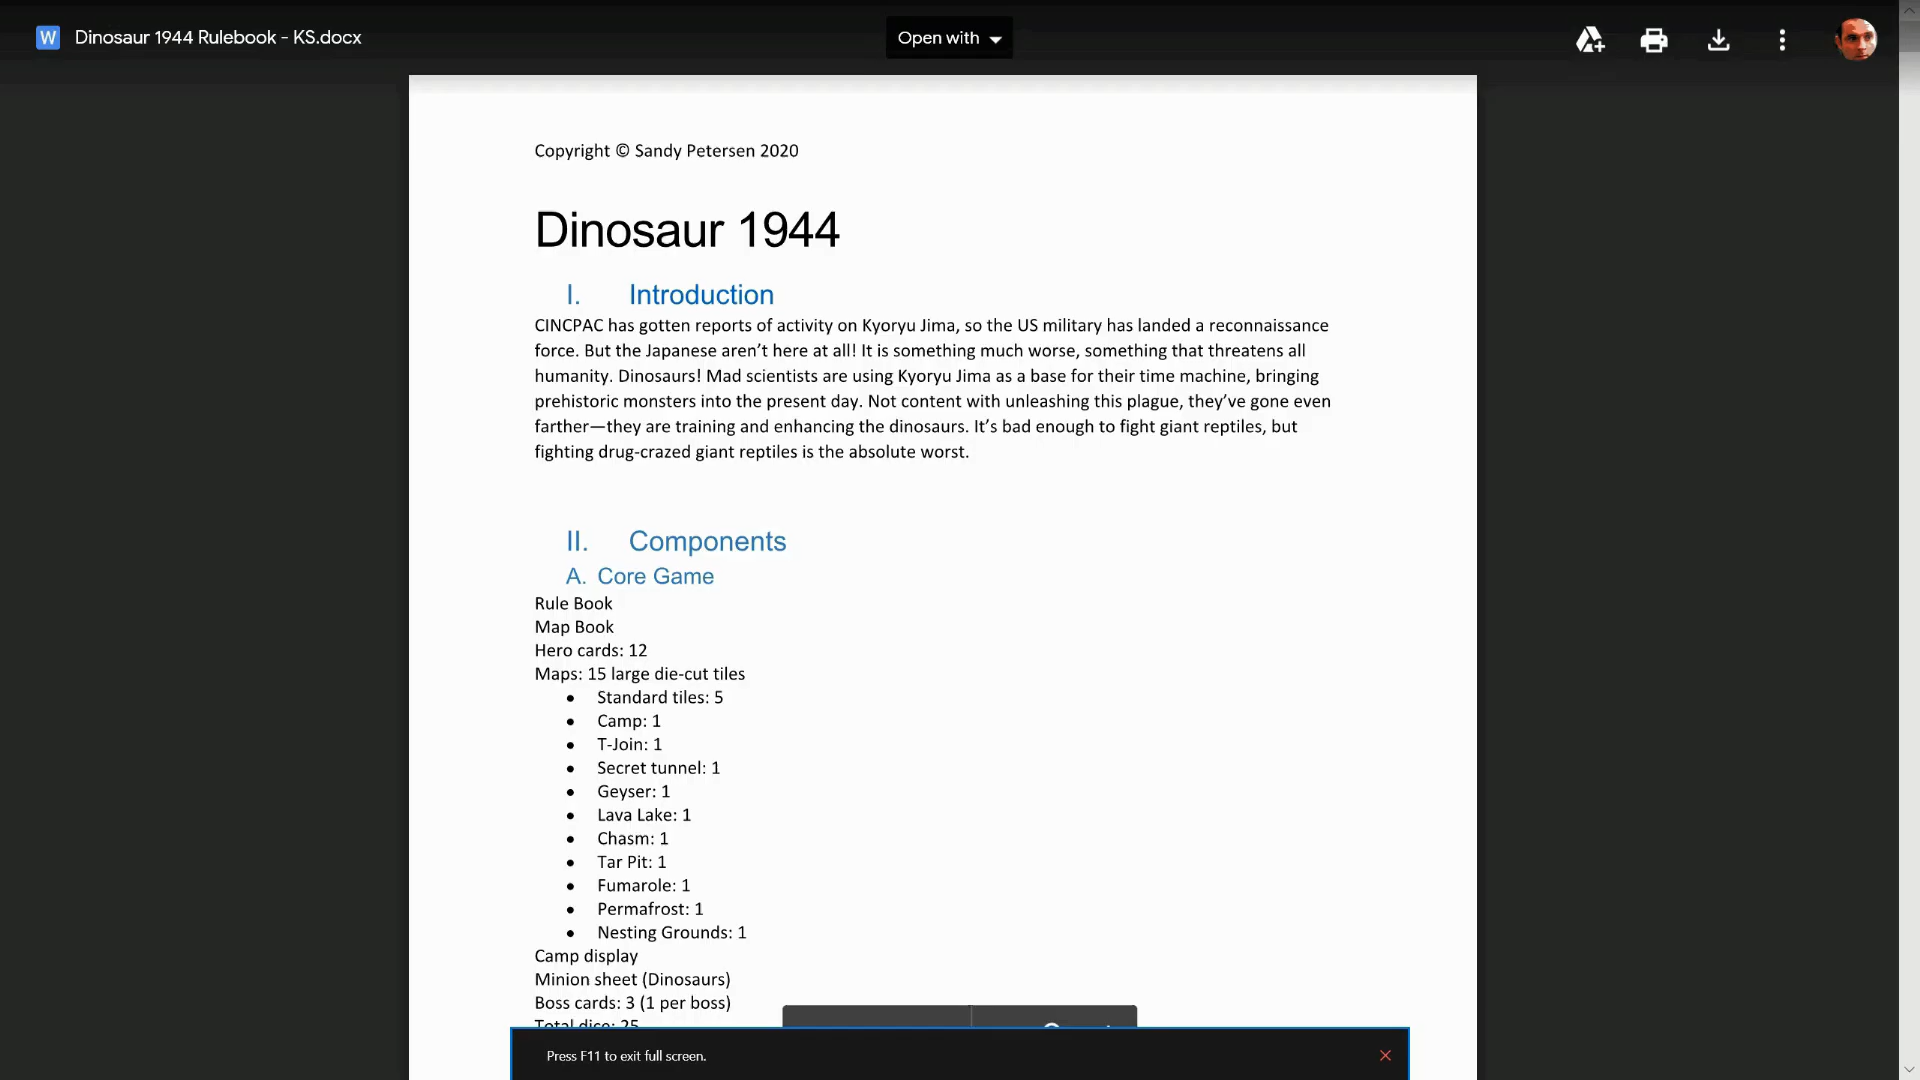 W Dinosaur 1944 Rulebook - KS.docx
Open with
Copyright © Sandy Petersen 2020
Dinosaur 1944
I. Introduction
CINCPAC has gotten reports of activity on Kyoryu Jima, so the US military has landed a reconnaissance
force. But the Japanese aren’t here at all! It is something much worse, something that threatens all
humanity. Dinosaurs! Mad scientists are using Kyoryu Jima as a base for their time machine, bringing
prehistoric monsters into the present day. Not content with unleashing this plague, they’ve gone even
farther—they are training and enhancing the dinosaurs. It’s bad enough to fight giant reptiles, but
fighting drug-crazed giant reptiles is the absolute worst.
II. Components
A. Core Game
Rule Book
Map Book
Hero cards: 12
Maps: 15 large die-cut tiles
• Standard tiles: 5
• Camp: 1
• T-Join: 1
• Secret tunnel: 1
• Geyser: 1
• Lava Lake: 1
• Chasm: 1
• Tar Pit: 1
• Fumarole: 1
• Permafrost: 1
• Nesting Grounds: 1
Camp display
Minion sheet (Dinosaurs)
Boss cards: 3 (1 per boss)
Total dice: 25
Press F11 to exit full screen.